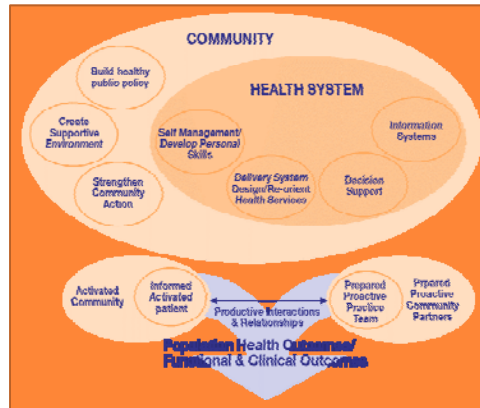 COMMUNITY
Build healthy
public policy
HEALTH SYSTEM
Create
Supportive
Environment
Self Management/
Develop Personal
Skills
Information
Systems
Strengthen
Community
Action
Delivery System
Design/Re-orient
Health Services
Decision
Support
Activated
Community
Informed
Activated
patient
Productive Interactions
& Relationships
Prepared
Proactive
Practice
Team
Prpared
Proactive
Community
Partners
Population Health Outcomes/
Functional & Clinical Outcomes